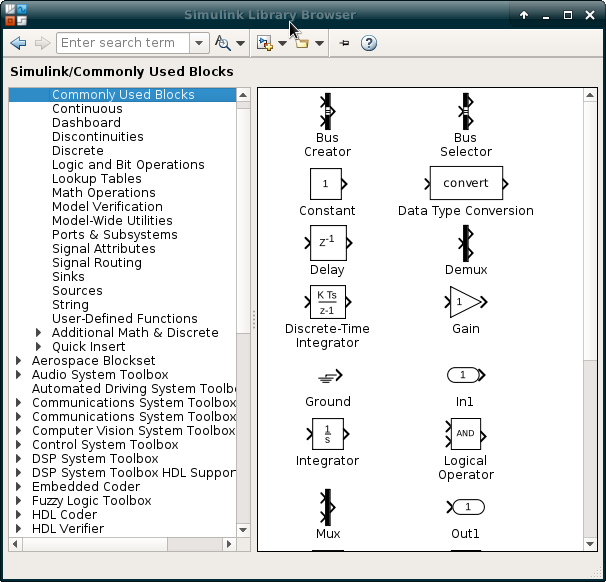 Simulink Library Browser
Enter search term
Simulink/Commonly Used Blocks
Commonly Used Blocks
Continuous
Dashboard
Discontinuities
Discrete
Logic and Bit Operations
Lookup Tables
Math Operations
Model Verification
Model-Wide Utilities
Ports & Subsystems
Signal Attributes
Signal Routing
Sinks
Sources
String
User-Defined Functions
Additional Math & Discrete
Quick Insert
Aerospace Blockset
Audio System Toolbox
Automated Driving System Toolb
Communications System Toolbox
Communications System Toolbox
Computer Vision System Toolbox
Control System Toolbox
DSP System Toolbox
DSP System Toolbox HDL Suppor
Embedded Coder
Fuzzy Logic Toolbox
HDL Coder
HDL Verifier
Bus
Creator
Bus
Selector
1
Constant
convert
Data Type Conversion
Z-1
Delay
Demux
K Ts
z-1
Discrete-Time
Integrator
1
Gain
Ground
1
In1
1
s
Integrator
AND
Logical
Operator
Mux
1
Out1